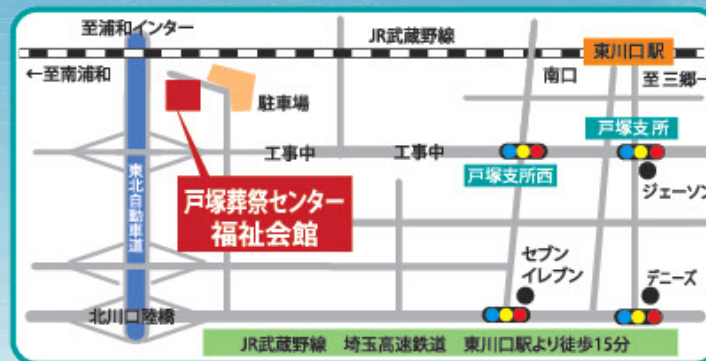 至浦和インター
JR武蔵野線
東川口駅
←至南浦和
南口
至三郷→
駐車場
戸塚支所
工事中
工事中
戸塚支所西
ジェーソン
東北自動車道
戸塚葬祭センター
福祉会館
セブン
イレブン
デニーズ
北川口陸橋
JR武蔵野線 埼玉高速鉄道 東川口駅より徒歩15分